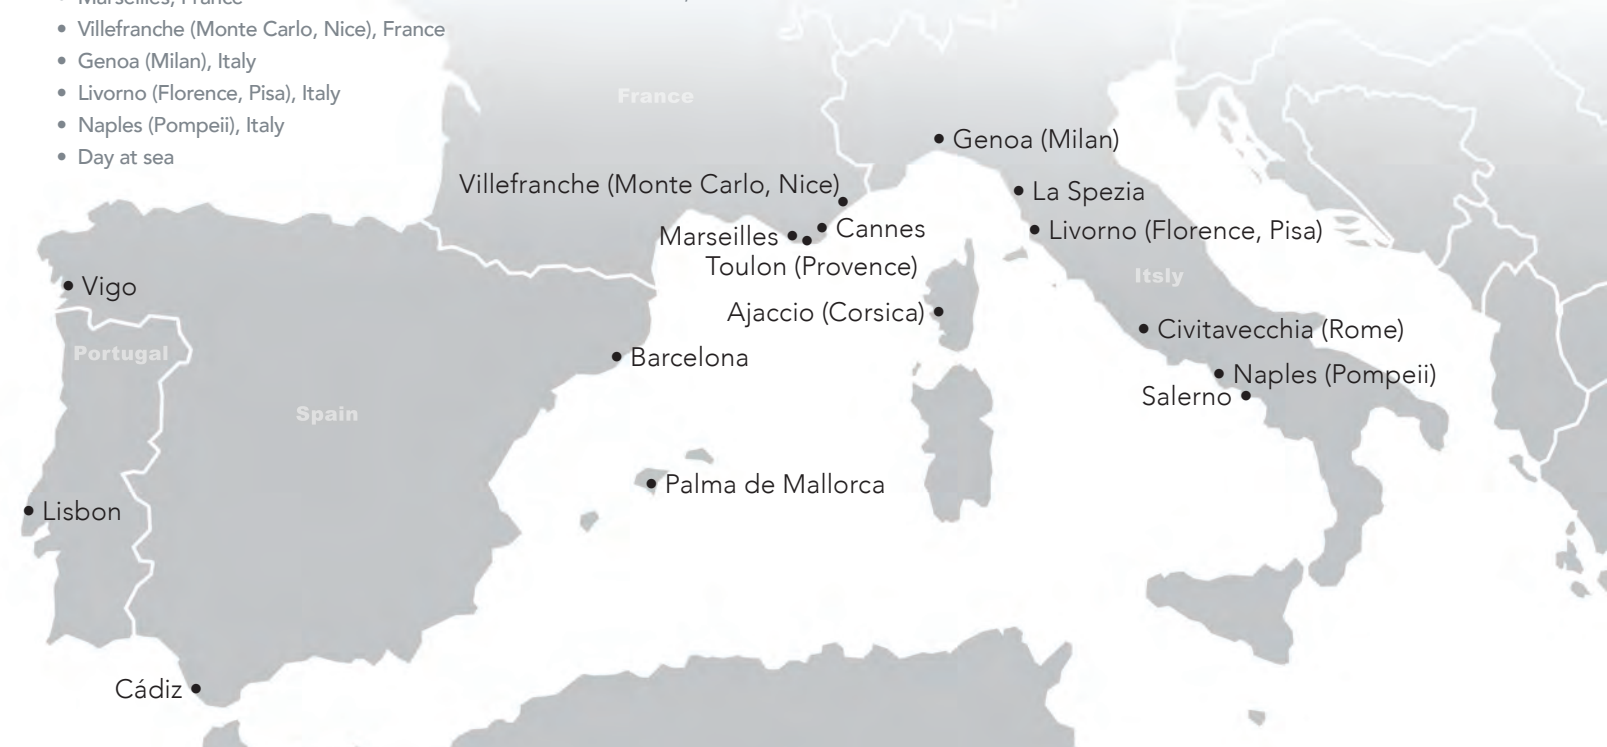 Marseilles, France
• Villefranche (Monte Carlo, Nice), France
• Genoa (Milan), Italy
• Livorno (Florence, Pisa), Italy
• Naples (Pompeii), Italy
• Day at sea
France
Genoa (Milan)
Villefranche (Monte Carlo, Nice)
La Spezia
Marseilles
Cannes
Livorno (Florence, Pisa)
Toulon (Provence)
Itsly
Vigo
Ajaccio (Corsica)
Civitavecchia (Rome)
Portugal
Barcelona
Naples (Pompeii)
Salerno
Spain
Palma de Mallorca
Lisbon
Cádiz